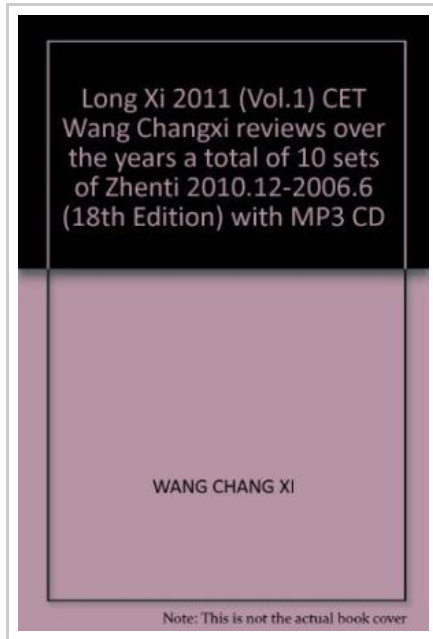 Long Xi 2011 (Vol.1) CET
Wang Changxi reviews over
the years a total of 10 sets
of Zhenti 2010.12-2006.6
(18th Edition) with MP3 CD
WANG CHANG XI
Note: This is not the actual book cover